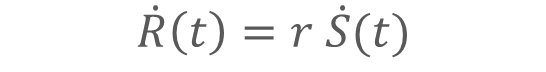 Ṙ(t) = r Ṡ(t)